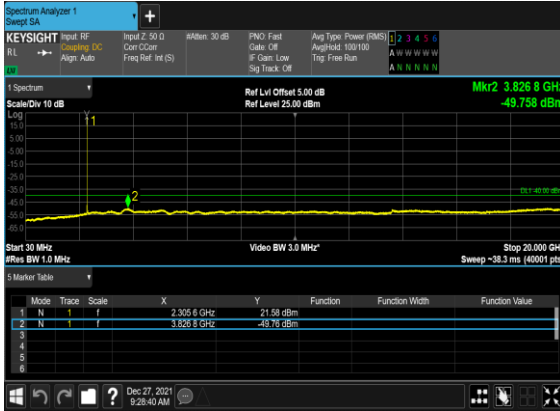 Spectrum Analyzer 1
Swept SA
+
KEYSIGHT Input: RF Input Z: 50 Ω #Atten: 30 dB PNO: Fast Avg Type: Power (RMS) 1 2 3 4 5 6
RL Coupling: DC Corr CCorr Gate: Off Avg|Hold: 100/100 A W W W W W
Align: Auto Freq Ref: Int (S) IF Gain: Low Trig: Free Run
Sig Track: Off A N N N N N
1 Spectrum Ref Lvl Offset 5.00 dB Mkr2 3.826 8 GHz
Scale/Div 10 dB Ref Level 25.00 dBm -49.758 dBm
Log
15.0
5.00
-5.00
-15.0
-25.0
-35.0
-45.0
-55.0
-65.0
1
2
DL1 -40.00 dBm
Start 30 MHz Video BW 3.0 MHz* Stop 20.000 GHz
#Res BW 1.0 MHz Sweep ~38.3 ms (40001 pts)
5 Marker Table
Mode Trace Scale X Y Function Function Width Function Value
1 N 1 f 2.305 6 GHz 21.58 dBm
2 N 1 f 3.826 8 GHz -49.76 dBm
3
4
5
6
? Dec 27, 2021
9:28:40 AM